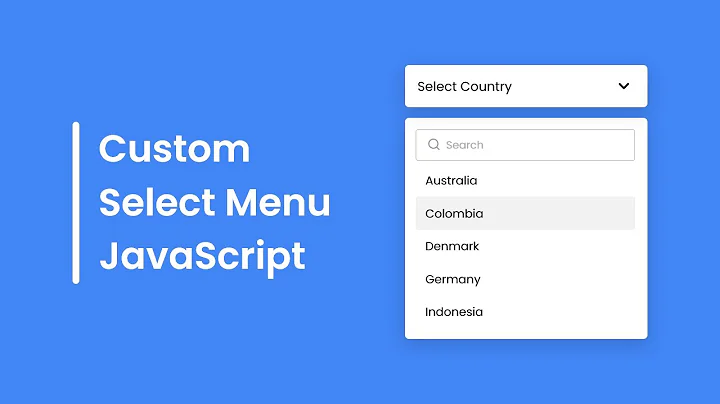 Custom
Select Menu
JavaScript
Select Country
Search
Australia
Colombia
Denmark
Germany
Indonesia